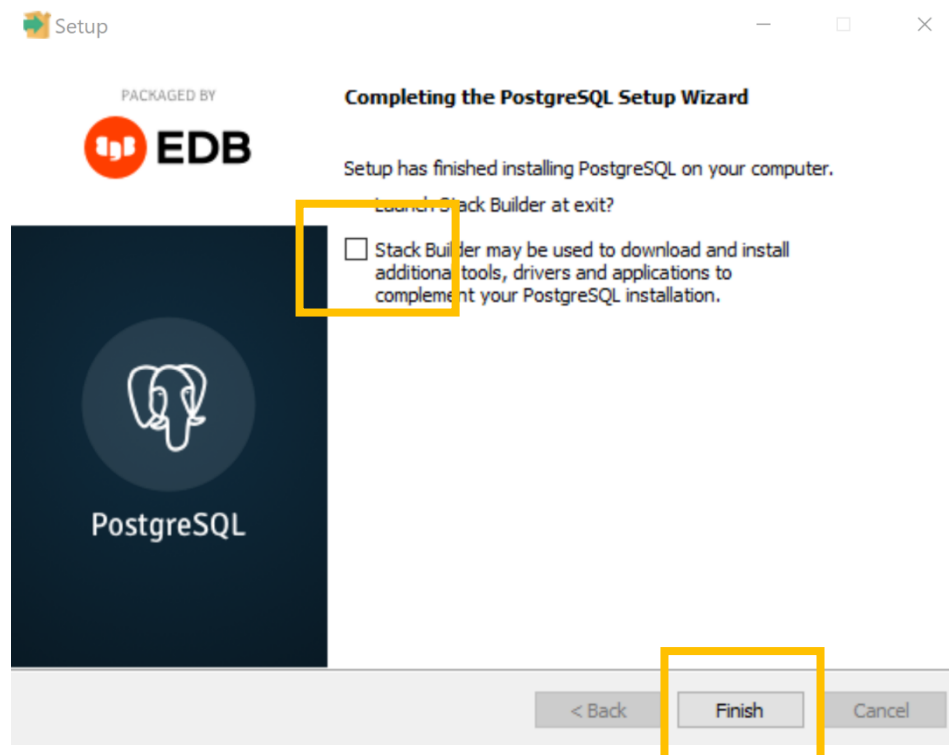 Setup
PACKAGED BY
EDB
Completing the PostgreSQL Setup Wizard
Setup has finished installing PostgreSQL on your computer.
Launch Stack Builder at exit?
Stack Builder may be used to download and install
additional tools, drivers and applications to
complement your PostgreSQL installation.
PostgreSQL
< Back
Finish
Cancel